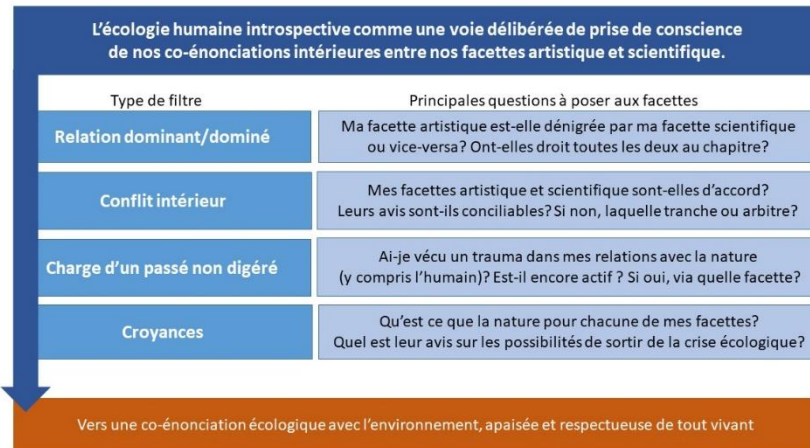 L'écologie humaine introspective comme une voie délibérée de prise de conscience
de nos co-énonciations intérieures entre nos facettes artistique et scientifique.
Type de filtre
Principales questions à poser aux facettes
Relation dominant/dominé
Ma facette artistique est-elle dénigrée par ma facette scientifique
ou vice-versa? Ont-elles droit toutes les deux au chapitre?
Conflit intérieur
Mes facettes artistique et scientifique sont-elles d'accord?
Leurs avis sont-ils conciliables? Si non, laquelle tranche ou arbitre?
Charge d'un passé non digéré
Ai-je vécu un trauma dans mes relations avec la nature
(y compris l'humain)? Est-il encore actif ? Si oui, via quelle facette?
Croyances
Qu'est ce que la nature pour chacune de mes facettes?
Quel est leur avis sur les possibilités de sortir de la crise écologique?
Vers une co-énonciation écologique avec l'environnement, apaisée et respectueuse de tout vivant